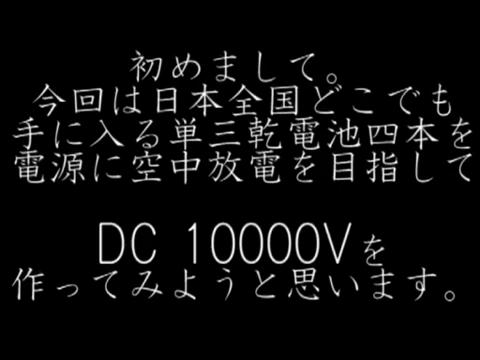 初めまして。
今回は日本全国どこでも
手に入る単三乾電池四本を
電源に空中放電を目指して
DC 10000Vを
作ってみようと思います。